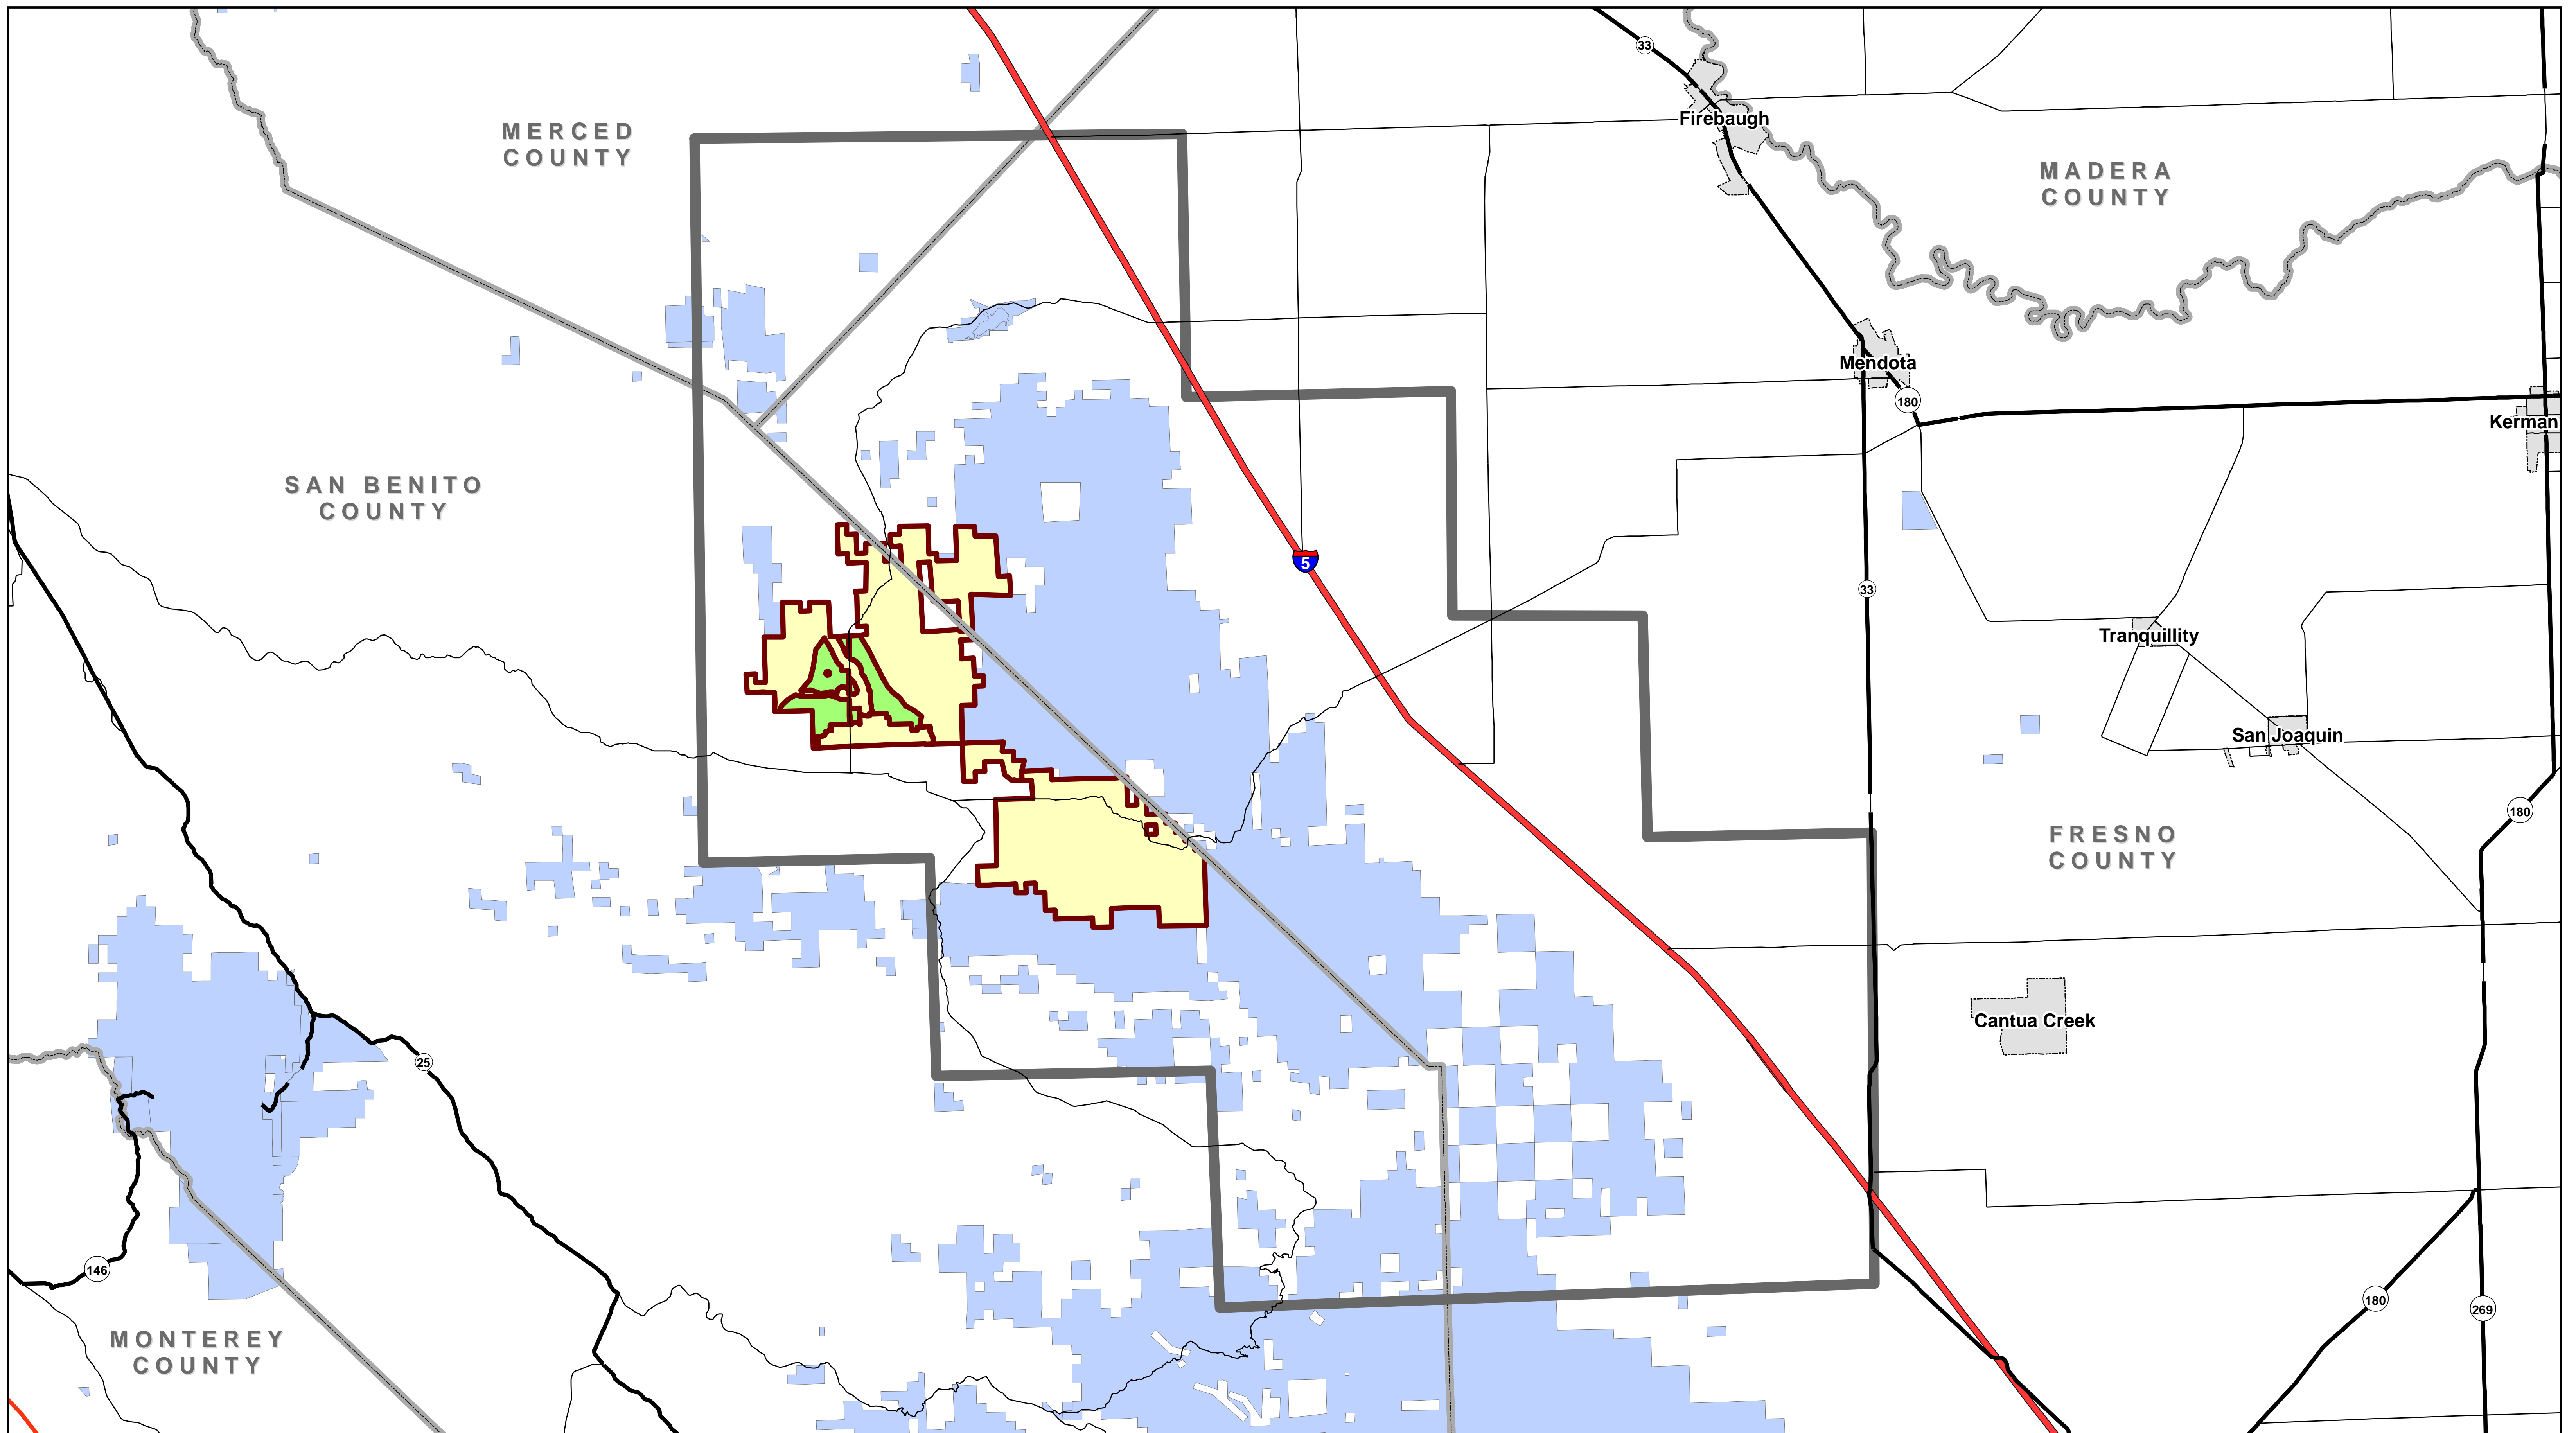 33
Firebaugh
MERCED
COUNTY
MADERA
COUNTY
Mendota
180
Kerman
SAN BENITO
COUNTY
5
33
Tranquillity
San Joaquin
180
FRESNO
COUNTY
Cantua Creek
25
146
180
269
MONTEREY
COUNTY